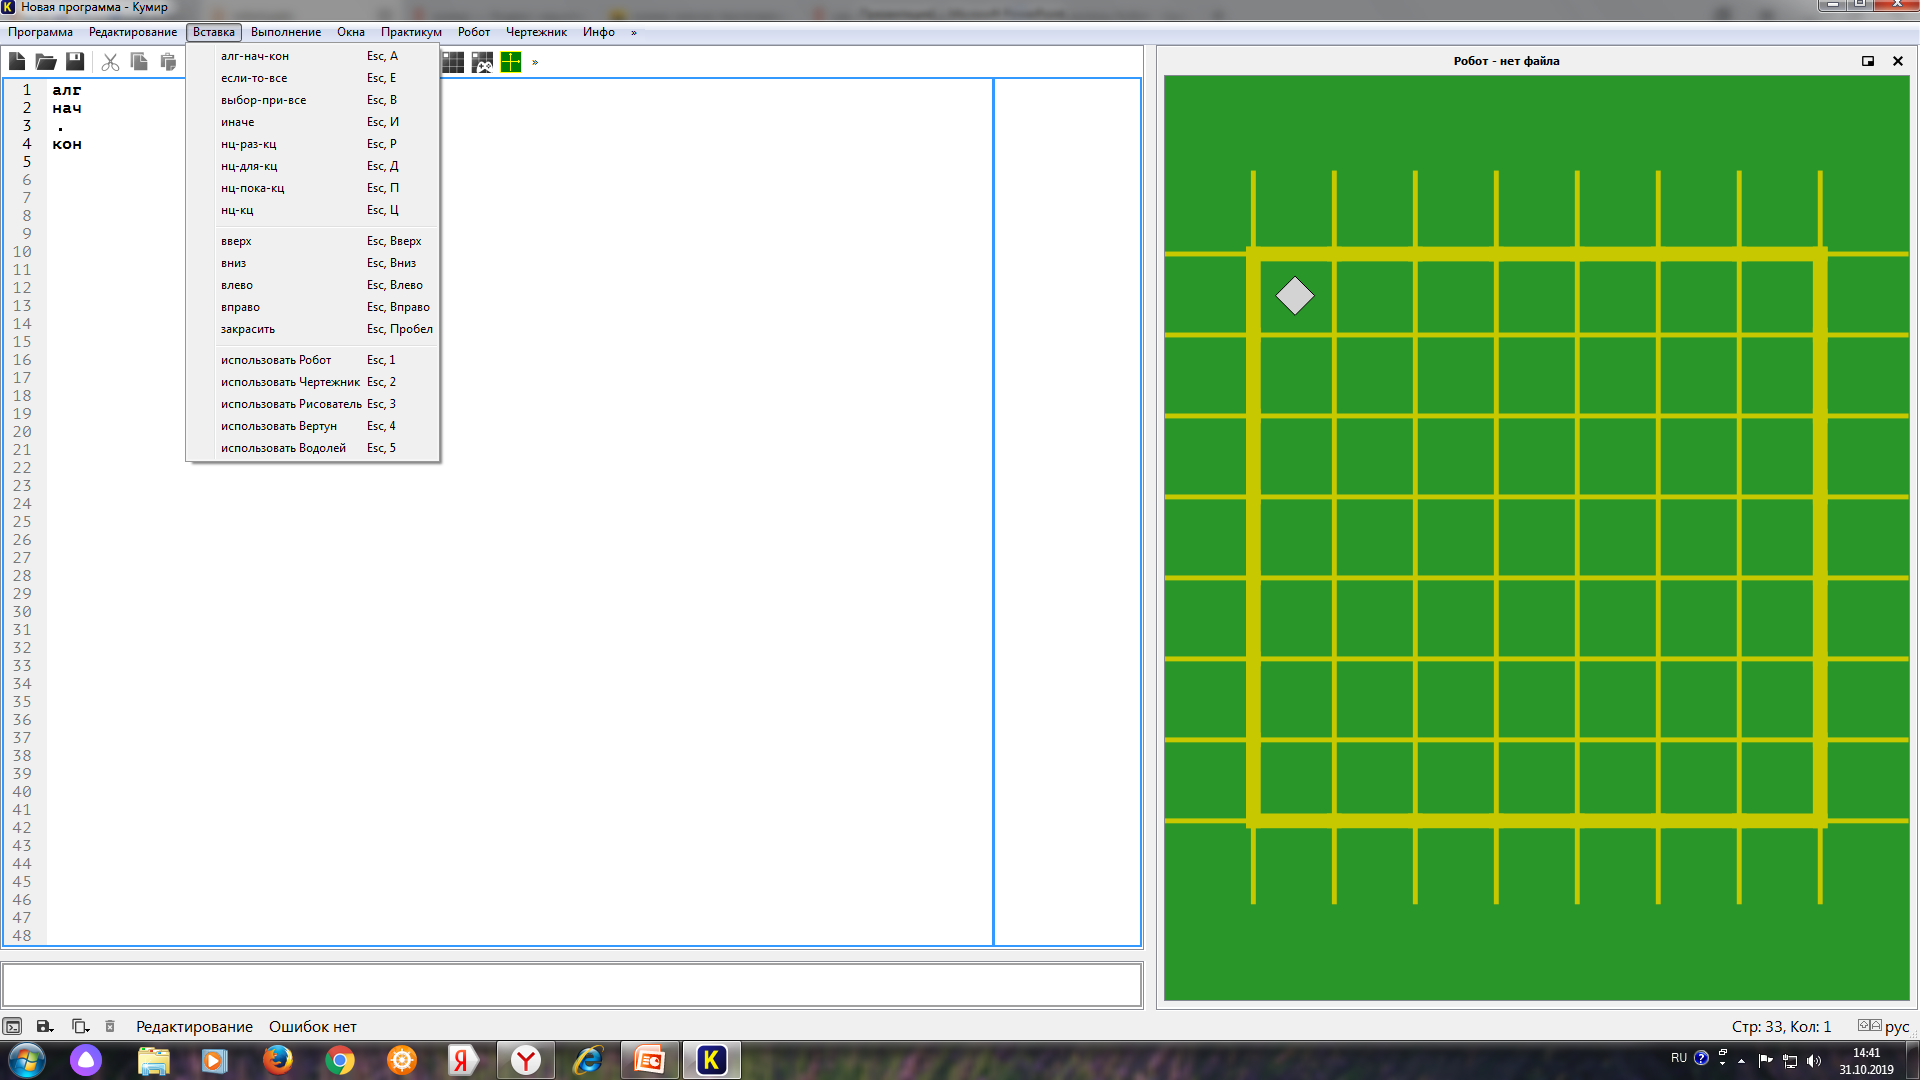 Новая программа - Кумир
Программа Редактирование Вставка Выполнение Окна Практикум Робот Чертежник Инфо »
алг-нач-кон Esc, А
если-то-все Esc, Е
выбор-при-все Esc, В
иначе Esc, И
нц-раз-кц Esc, Р
нц-для-кц Esc, Д
нц-пока-кц Esc, П
нц-кц Esc, Ц
вверх Esc, Вверх
вниз Esc, Вниз
влево Esc, Влево
вправо Esc, Вправо
закрасить Esc, Пробел
использовать Робот Esc, 1
использовать Чертежник Esc, 2
использовать Рисователь Esc, 3
использовать Вертун Esc, 4
использовать Водолей Esc, 5
»
1 алг
2 нач
3 .
4 кон
5
6
7
8
9
10
11
12
13
14
15
16
17
18
19
20
21
22
23
24
25
26
27
28
29
30
31
32
33
34
35
36
37
38
39
40
41
42
43
44
45
46
47
48
Робот - нет файла
Редактирование Ошибок нет
Стр: 33, Кол: 1 рус
RU
14:41
31.10.2019